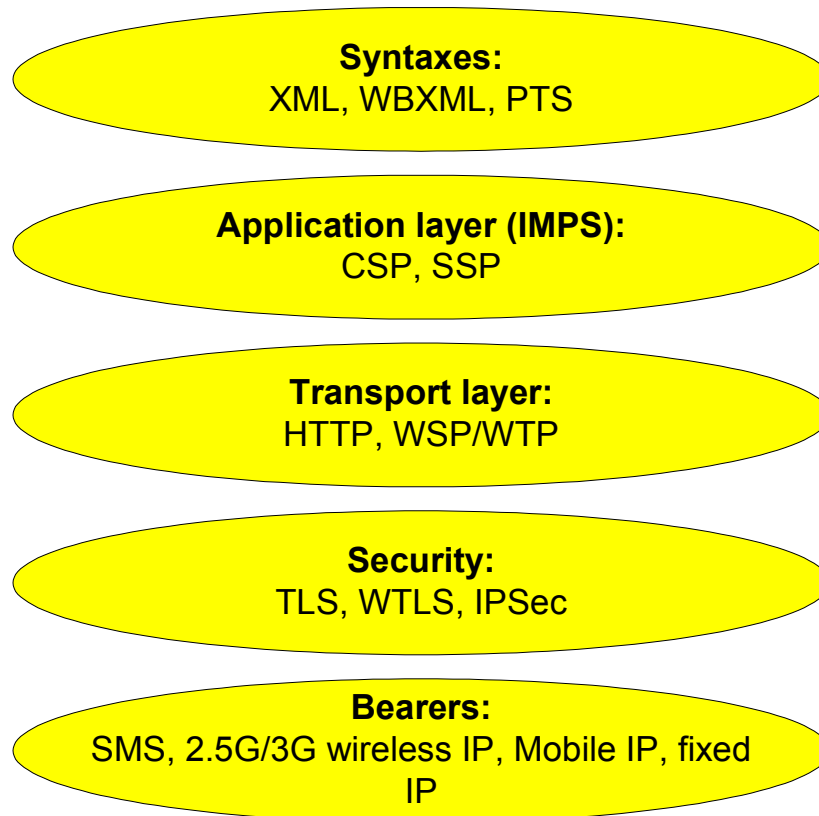 Syntaxes:
XML, WBXML, PTS
Application layer (IMPS):
CSP, SSP
Transport layer:
HTTP, WSP/WTP
Security:
TLS, WTLS, IPSec
Bearers:
SMS, 2.5G/3G wireless IP, Mobile IP, fixed
IP